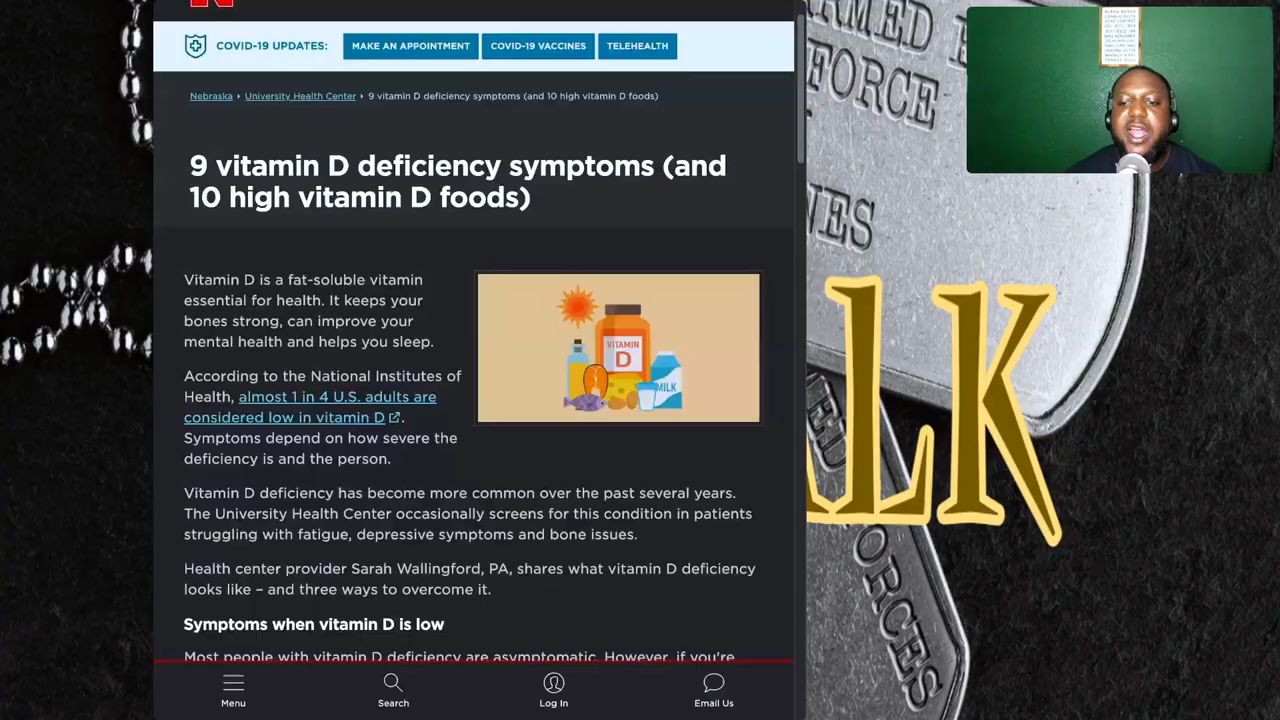 COVID-19 UPDATES:
MAKE AN APPOINTMENT
COVID-19 VACCINES
TELEHEALTH
Nebraska › University Health Center › 9 vitamin D deficiency symptoms (and 10 high vitamin D foods)
9 vitamin D deficiency symptoms (and
10 high vitamin D foods)
Vitamin D is a fat-soluble vitamin
essential for health. It keeps your
bones strong, can improve your
mental health and helps you sleep.
VITAMIN
D
MILK
According to the National Institutes of
Health, almost 1 in 4 U.S. adults are
considered low in vitamin D.
Symptoms depend on how severe the
deficiency is and the person.
Vitamin D deficiency has become more common over the past several years.
The University Health Center occasionally screens for this condition in patients
struggling with fatigue, depressive symptoms and bone issues.
Health center provider Sarah Wallingford, PA, shares what vitamin D deficiency
looks like – and three ways to overcome it.
Symptoms when vitamin D is low
Most people with vitamin D deficiency are asymptomatic. However, if you're
Menu
Search
Log In
Email Us
FORCE
NES
ALK
ORCES